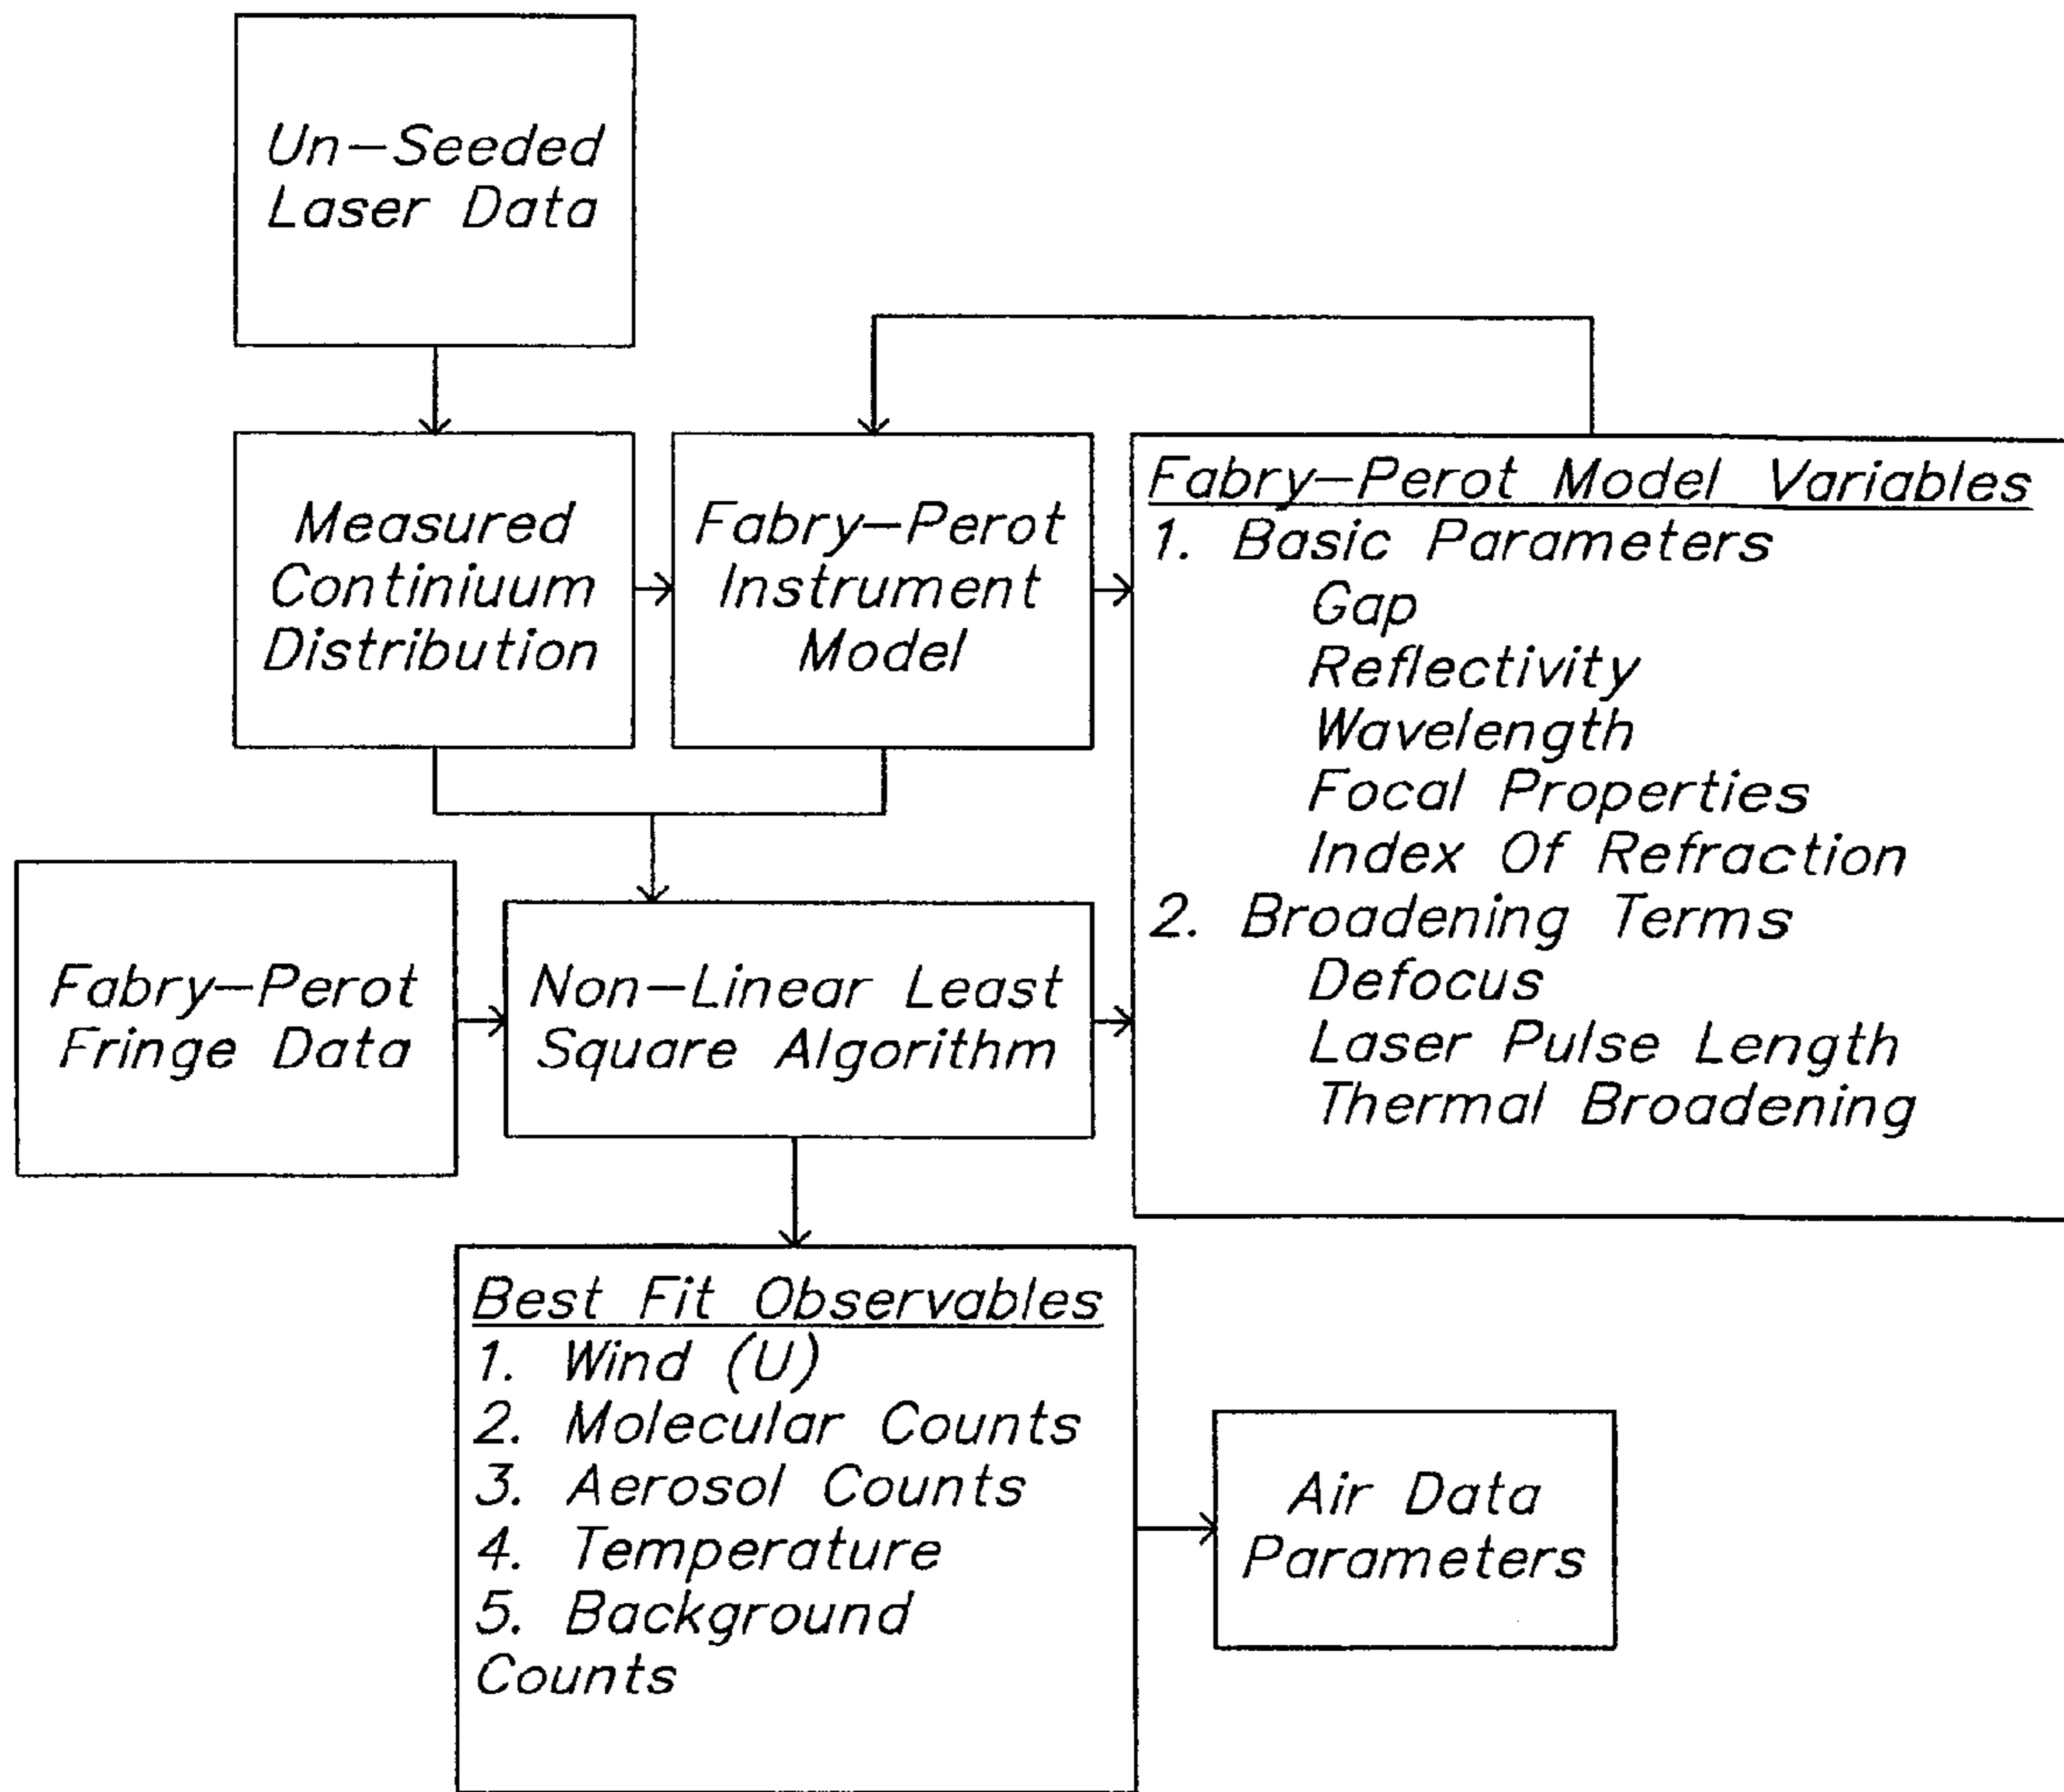 Un-Seeded
Laser Data
Measured
Continiuum
Distribution
Fabry-Perot
Instrument
Model
Fabry-Perot Model Variables
1. Basic Parameters
Gap
Reflectivity
Wavelength
Focal Properties
Index Of Refraction
2. Broadening Terms
Defocus
Laser Pulse Length
Thermal Broadening
Fabry-Perot
Fringe Data
Non-Linear Least
Square Algorithm
Best Fit Observables
1. Wind (U)
2. Molecular Counts
3. Aerosol Counts
4. Temperature
5. Background
Counts
Air Data
Parameters